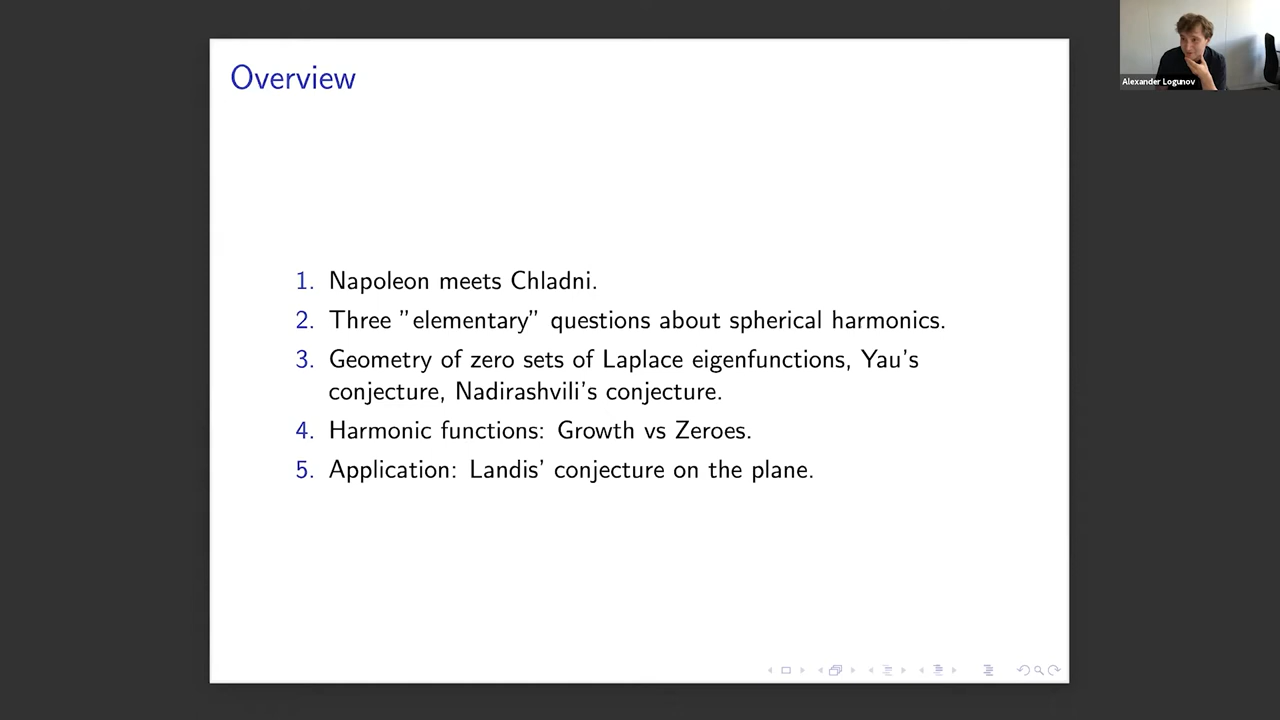 Overview
1. Napoleon meets Chladni.
2. Three ”elementary” questions about spherical harmonics.
3. Geometry of zero sets of Laplace eigenfunctions, Yau's
conjecture, Nadirashvili's conjecture.
4. Harmonic functions: Growth vs Zeroes.
5. Application: Landis' conjecture on the plane.
Alexander Logunov